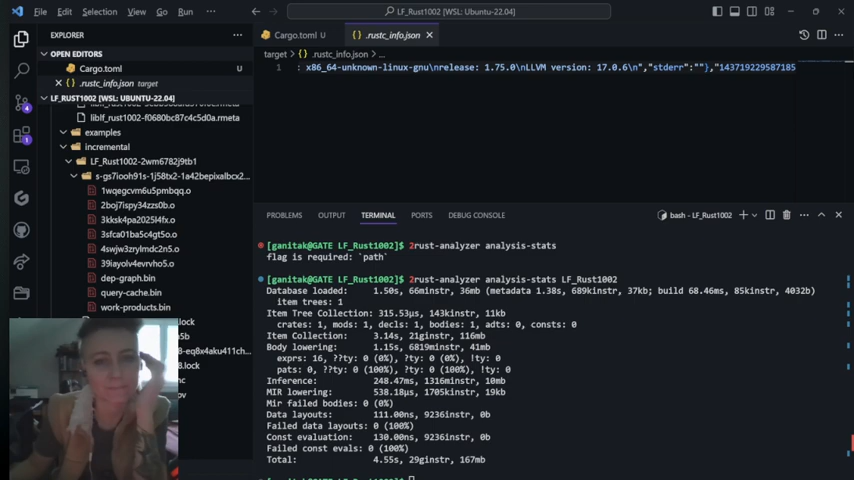 File Edit Selection View Go Run ···
LF_Rust1002 [WSL: Ubuntu-22.04]
EXPLORER
OPEN EDITORS
Cargo.toml U
.rustc_info.json target
LF_RUST1002 [WSL: UBUNTU-22.04]
liblf_rust1002-f0680bc87c4c5d0a.rmeta
examples
incremental
LF_Rust1002-2wm6782j9tb1
s-gs7iooh91s-1j58tx2-1a42bepixalbcx2...
1wqegcvm6u5pmbqq.o
2boj7ispy34zzs0b.o
3kksk4pa2025l4fx.o
3sfca01ba5c4gt5o.o
4swjw3zrylmdc2n5.o
39iayolv4evrvho5.o
dep-graph.bin
query-cache.bin
work-products.bin
.lock
Cargo.toml U
.rustc_info.json
target > .rustc_info.json > ...
1 : x86_64-unknown-linux-gnu\nrelease: 1.75.0\nLLVM version: 17.0.6\n","stderr":""},"143719229587185
PROBLEMS OUTPUT TERMINAL PORTS DEBUG CONSOLE
bash - LF_Rust1002
[ganitak@GATE LF_Rust1002]$ 2rust-analyzer analysis-stats
flag is required: `path`
[ganitak@GATE LF_Rust1002]$ 2rust-analyzer analysis-stats LF_Rust1002
Database loaded: 1.50s, 66minstr, 36mb (metadata 1.38s, 689kinstr, 37kb; build 68.46ms, 85kinstr, 4032b)
item trees: 1
Item Tree Collection: 315.53µs, 143kinstr, 11kb
crates: 1, mods: 1, decls: 1, bodies: 1, adts: 0, consts: 0
Item Collection: 3.14s, 21ginstr, 116mb
Body lowering: 1.15s, 6819minstr, 41mb
exprs: 16, ??ty: 0 (0%), ?ty: 0 (0%), !ty: 0
pats: 0, ??ty: 0 (100%), ?ty: 0 (100%), !ty: 0
Inference: 248.47ms, 1316minstr, 10mb
MIR lowering: 538.18µs, 1705kinstr, 19kb
Mir failed bodies: 0 (0%)
Data layouts: 111.00ns, 9236instr, 0b
Failed data layouts: 0 (100%)
Const evaluation: 130.00ns, 9236instr, 0b
Failed const evals: 0 (100%)
Total: 4.55s, 29ginstr, 167mb